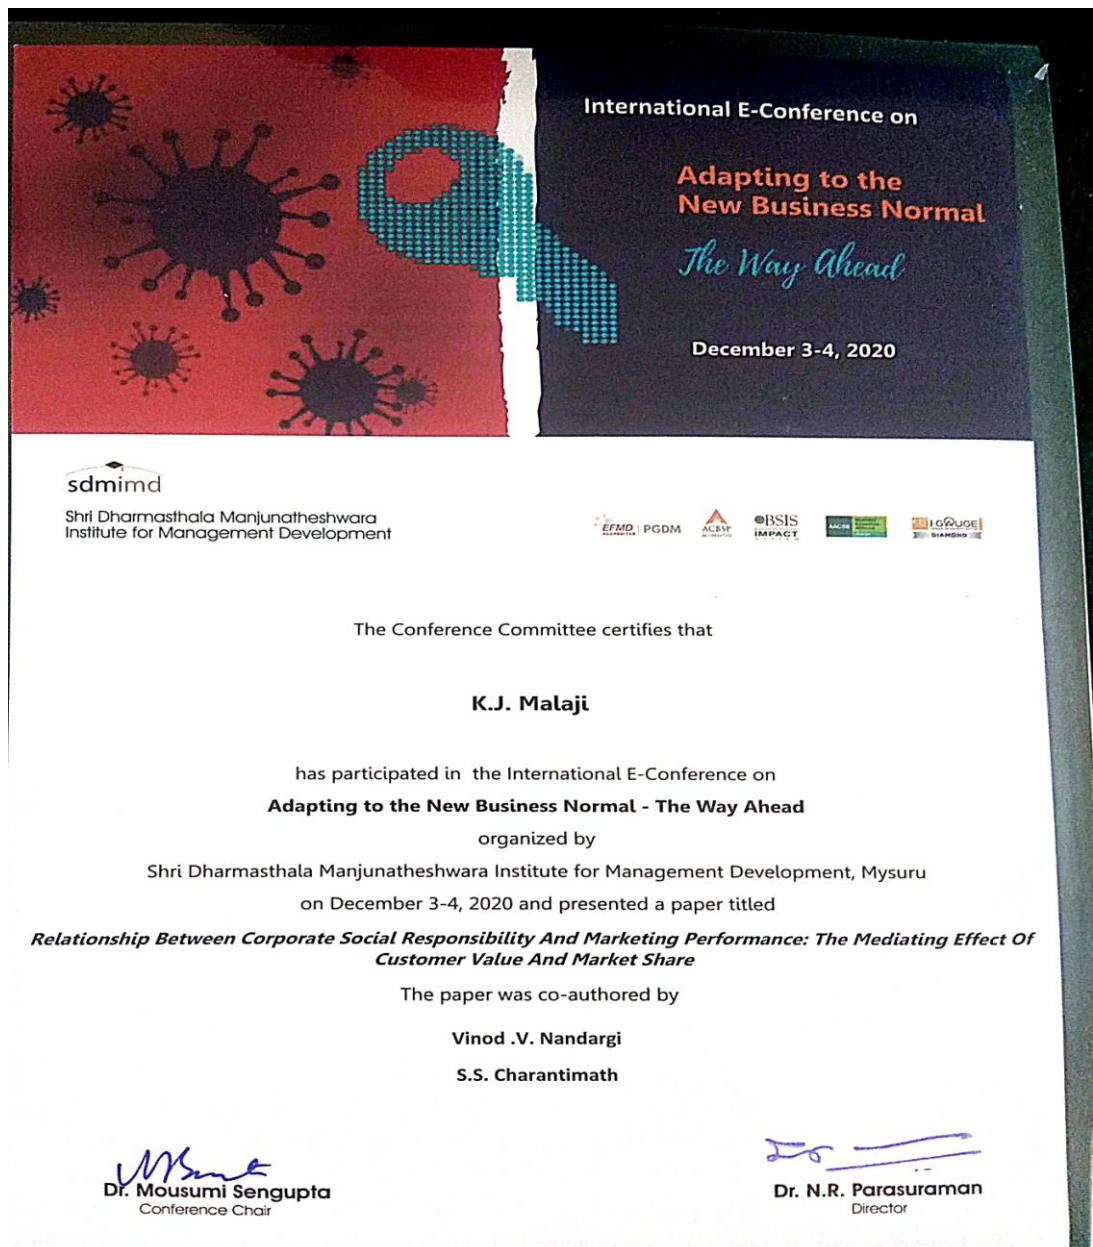 International E-Conference on
Adapting to the
New Business Normal
The Way Ahead
December 3-4, 2020
sdmimd
Shri Dharmasthala Manjunatheshwara
Institute for Management Development
EFMD PGDM
ACBSP
BSIS
IMPACT
AACSB
I GAUGE
DIAMOND
The Conference Committee certifies that
K.J. Malaji
has participated in the International E-Conference on
Adapting to the New Business Normal - The Way Ahead
organized by
Shri Dharmasthala Manjunatheshwara Institute for Management Development, Mysuru
on December 3-4, 2020 and presented a paper titled
Relationship Between Corporate Social Responsibility And Marketing Performance: The Mediating Effect Of
Customer Value And Market Share
The paper was co-authored by
Vinod .V. Nandargi
S.S. Charantimath
Dr. Mousumi Sengupta
Conference Chair
Dr. N.R. Parasuraman
Director